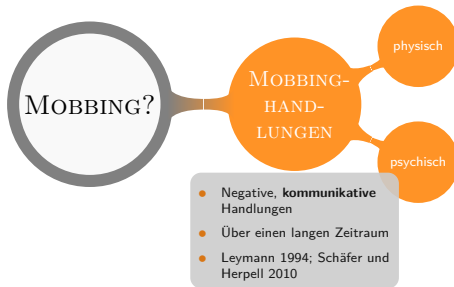 MOBBING?
MOBBING-
HAND-
LUNGEN
physisch
psychisch
Negative, kommunikative
Handlungen
Über einen langen Zeitraum
Leymann 1994; Schäfer und
Herpell 2010